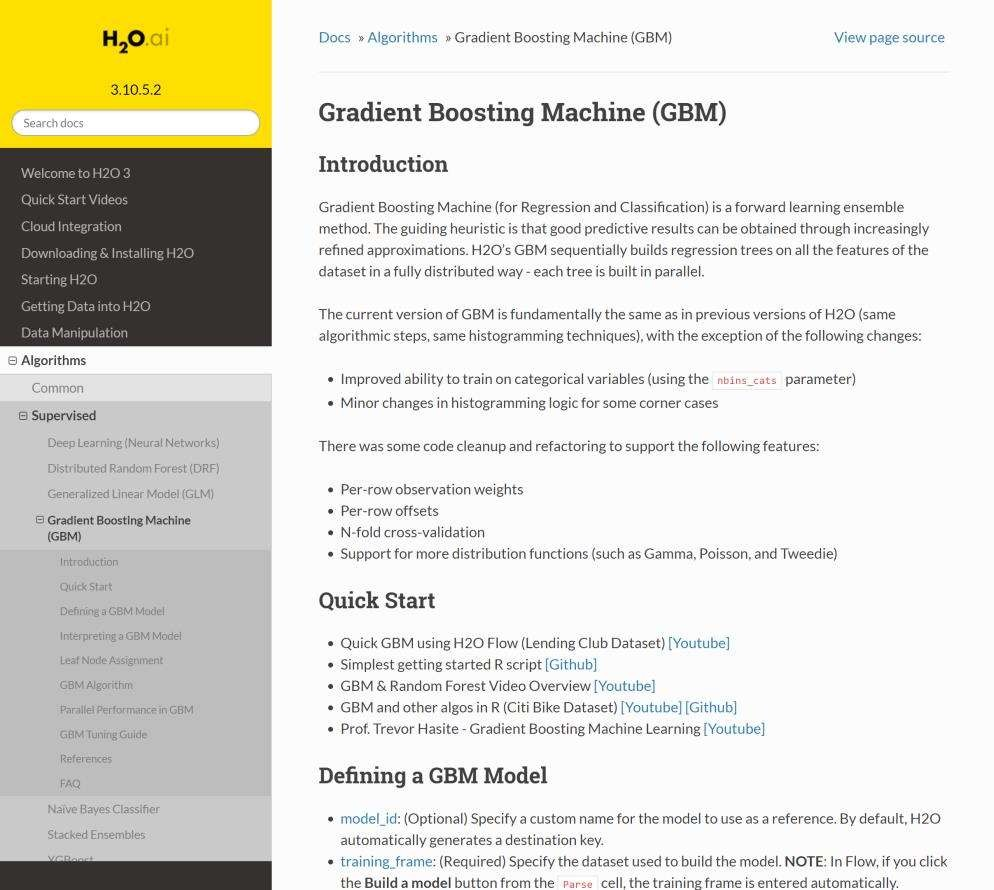 H2O.ai
3.10.5.2
Search docs
Welcome to H2O 3
Quick Start Videos
Cloud Integration
Downloading & Installing H2O
Starting H2O
Getting Data into H2O
Data Manipulation
Algorithms
Common
Supervised
Deep Learning (Neural Networks)
Distributed Random Forest (DRF)
Generalized Linear Model (GLM)
Gradient Boosting Machine
(GBM)
Introduction
Quick Start
Defining a GBM Model
Interpreting a GBM Model
Leaf Node Assignment
GBM Algorithm
Parallel Performance in GBM
GBM Tuning Guide
References
FAQ
Naïve Bayes Classifier
Stacked Ensembles
XGBoost
Docs » Algorithms » Gradient Boosting Machine (GBM)
View page source
Gradient Boosting Machine (GBM)
Introduction
Gradient Boosting Machine (for Regression and Classification) is a forward learning ensemble
method. The guiding heuristic is that good predictive results can be obtained through increasingly
refined approximations. H2O's GBM sequentially builds regression trees on all the features of the
dataset in a fully distributed way - each tree is built in parallel.
The current version of GBM is fundamentally the same as in previous versions of H2O (same
algorithmic steps, same histogramming techniques), with the exception of the following changes:
• Improved ability to train on categorical variables (using the nbins_cats parameter)
• Minor changes in histogramming logic for some corner cases
There was some code cleanup and refactoring to support the following features:
• Per-row observation weights
• Per-row offsets
• N-fold cross-validation
• Support for more distribution functions (such as Gamma, Poisson, and Tweedie)
Quick Start
• Quick GBM using H2O Flow (Lending Club Dataset) [Youtube]
• Simplest getting started R script [Github]
• GBM & Random Forest Video Overview [Youtube]
• GBM and other algos in R (Citi Bike Dataset) [Youtube] [Github]
• Prof. Trevor Hasite - Gradient Boosting Machine Learning [Youtube]
Defining a GBM Model
• model_id: (Optional) Specify a custom name for the model to use as a reference. By default, H2O
automatically generates a destination key.
• training_frame: (Required) Specify the dataset used to build the model. NOTE: In Flow, if you click
the Build a model button from the Parse cell, the training frame is entered automatically.